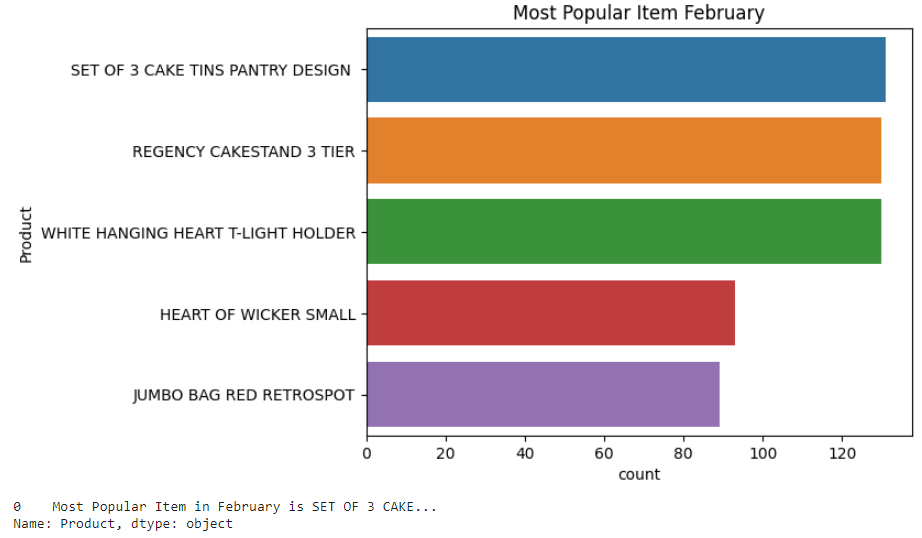 Most Popular Item February
SET OF 3 CAKE TINS PANTRY DESIGN
REGENCY CAKESTAND 3 TIER
WHITE HANGING HEART T-LIGHT HOLDER
HEART OF WICKER SMALL
JUMBO BAG RED RETROSPOT
Product
0 20 40 60 80 100 120
count
0    Most Popular Item in February is SET OF 3 CAKE...
Name: Product, dtype: object